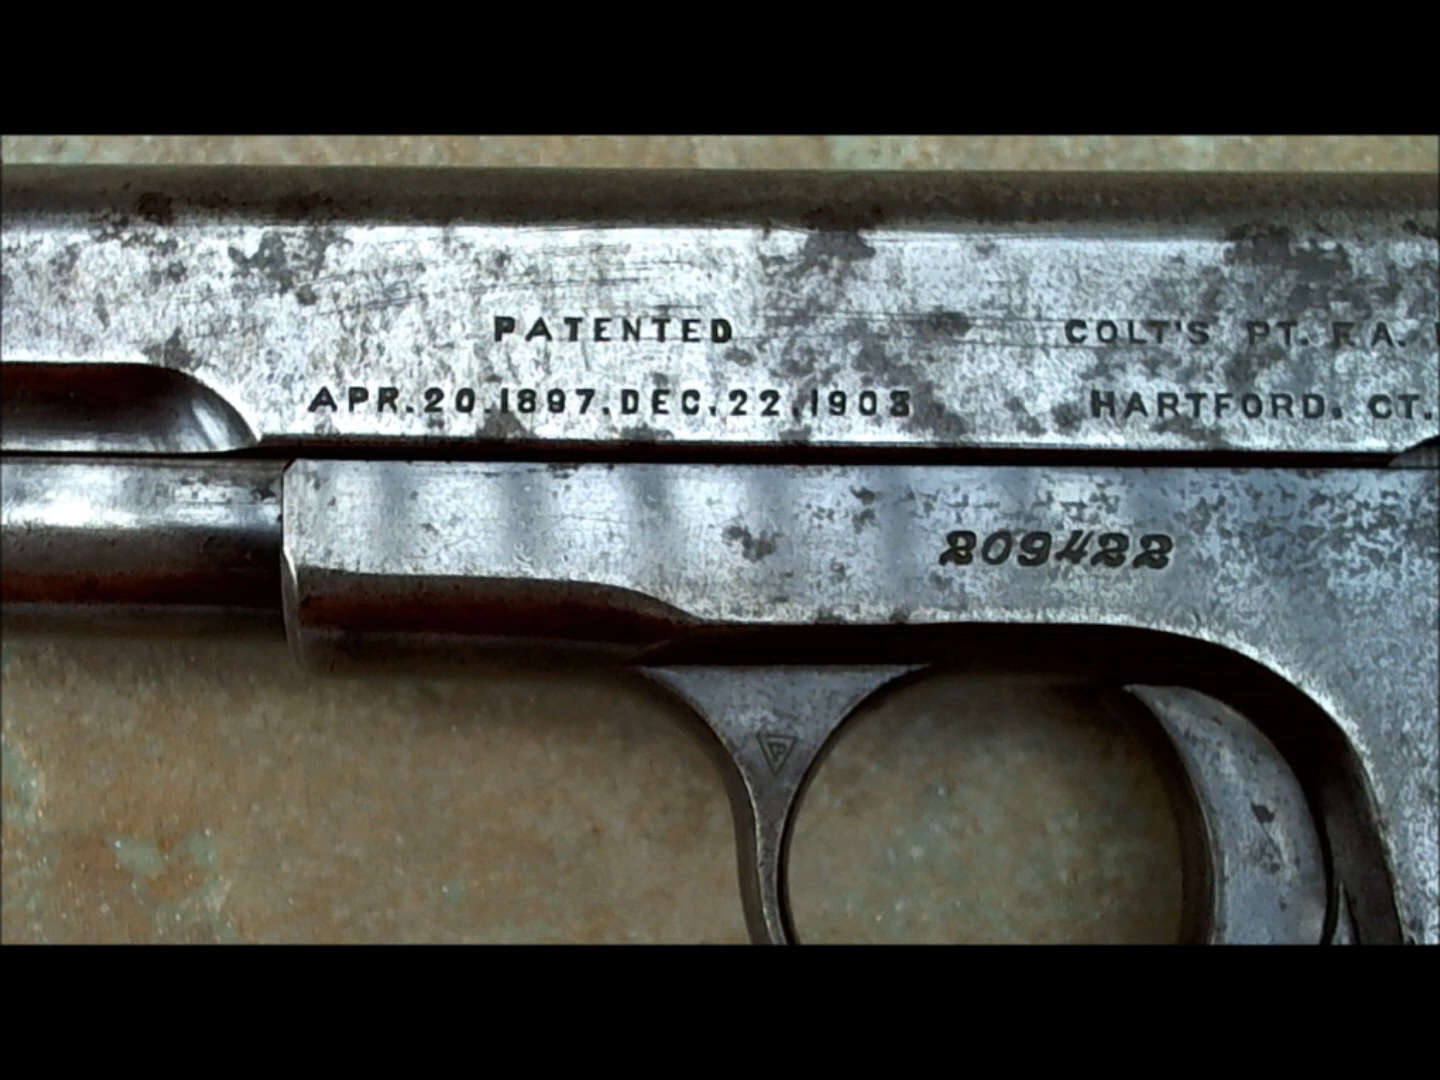 PATENTED
APR.20.1897.DEC.22.1903
COLT'S PT. F.A.
HARTFORD. CT.
209422